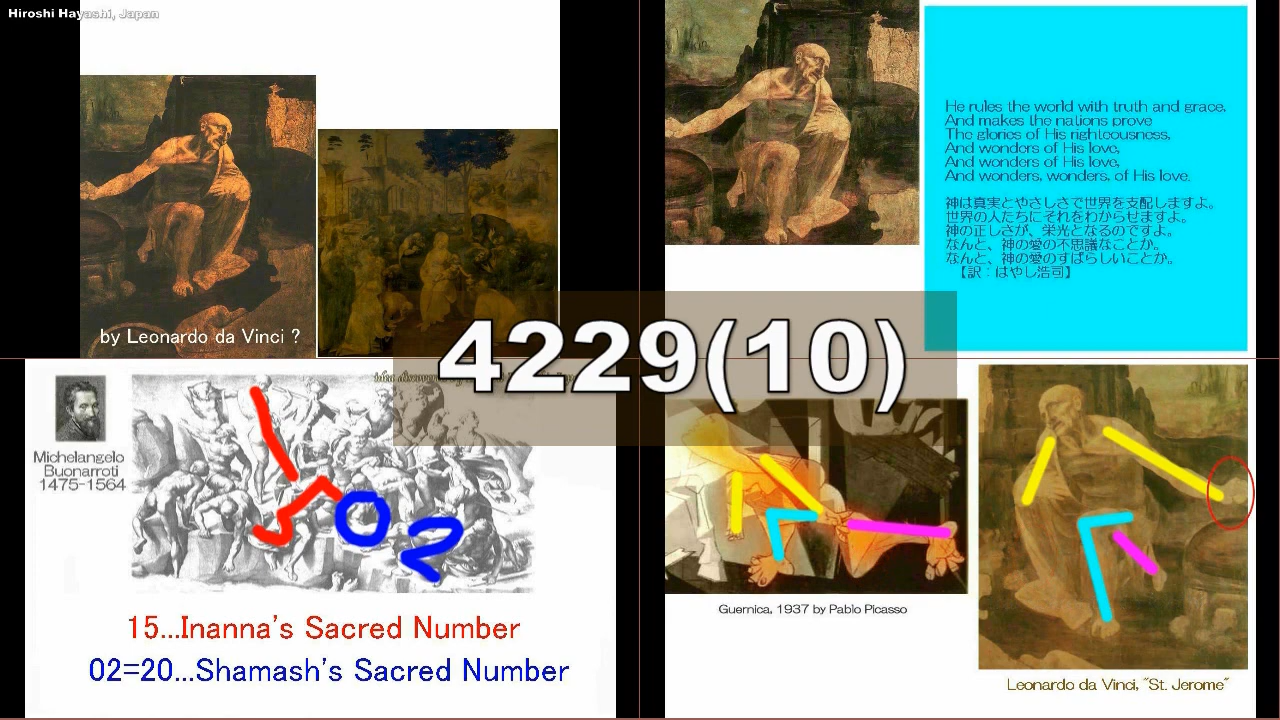 Hiroshi Hayashi, Japan
by Leonardo da Vinci ?
He rules the world with truth and grace,
And makes the nations prove
The glories of His righteousness,
And wonders of His love,
And wonders of His love,
And wonders, wonders, of His love.
神は真実とやさしさで世界を支配しますよ。
世界の人たちにそれをわからせますよ。
神の正しさが、栄光となるのですよ。
なんと、神の愛の不思議なことか。
なんと、神の愛のすばらしいことか。
【訳：はやし浩司】
4229(10)
Michelangelo
Buonarroti
1475-1564
15
02
15...Inanna's Sacred Number
02=20...Shamash's Sacred Number
Guernica, 1937 by Pablo Picasso
Leonardo da Vinci, "St. Jerome"